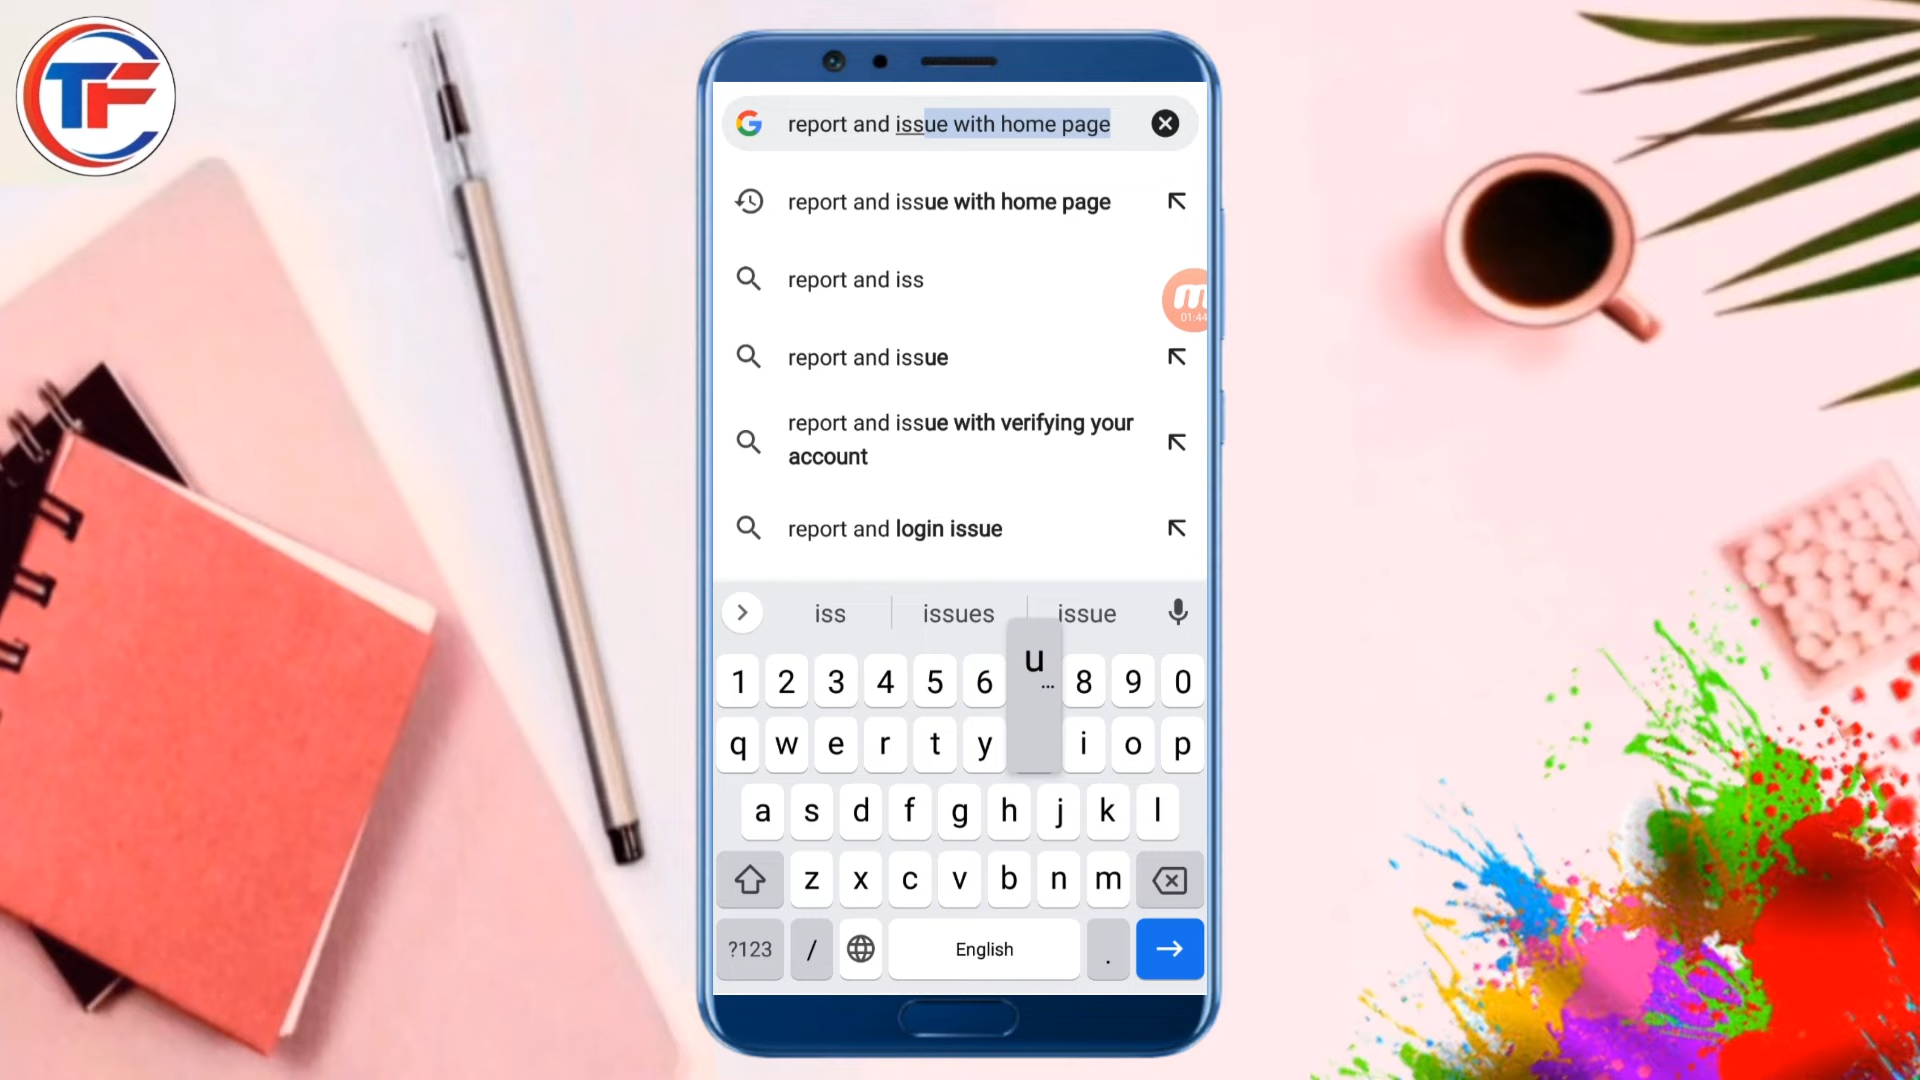 TF
report and issue with home page
report and issue with home page
report and iss
01:44
report and issue
report and issue with verifying your
account
report and login issue
iss issues issue
u
...
1 2 3 4 5 6 8 9 0
q w e r t y i o p
a s d f g h j k l
z x c v b n m
?123 / English .